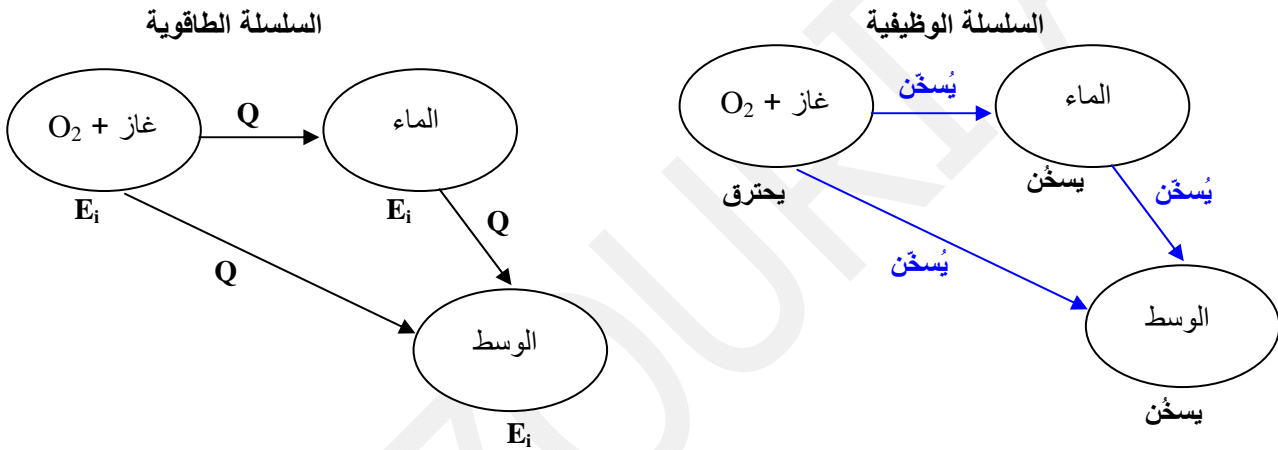 السلسلة الوظيفية
غاز + O₂
يُسخّن
الماء
يحترق
يسخُن
يُسخّن
يُسخّن
الوسط
يسخُن
السلسلة الطاقوية
غاز + O₂
Q
الماء
Eᵢ
Eᵢ
Q
Q
الوسط
Eᵢ